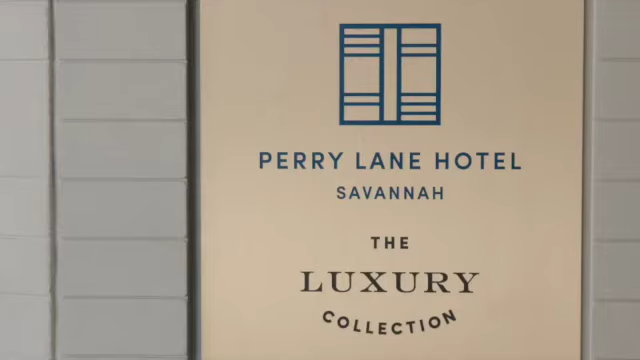 PERRY LANE HOTEL
SAVANNAH
THE
LUXURY
COLLECTION